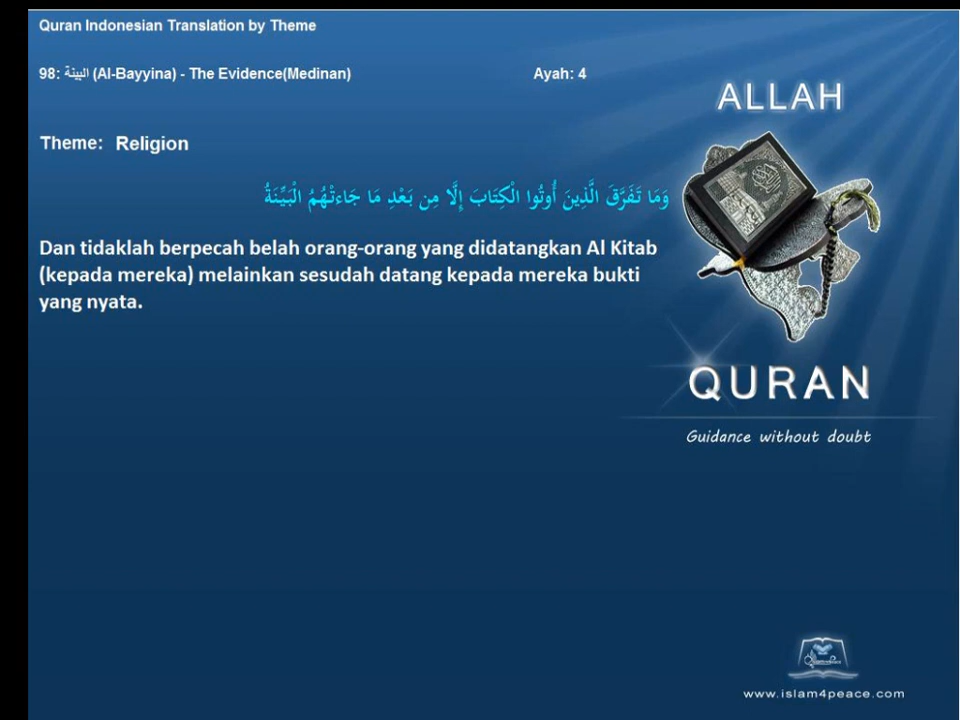 Quran Indonesian Translation by Theme
98: البينة (Al-Bayyina) - The Evidence(Medinan) Ayah: 4
ALLAH
Theme: Religion
وَمَا تَفَرَّقَ الَّذِينَ أُوتُوا الْكِتَابَ إِلَّا مِن بَعْدِ مَا جَاءتْهُمُ الْبَيِّنَةُ
Dan tidaklah berpecah belah orang-orang yang didatangkan Al Kitab
(kepada mereka) melainkan sesudah datang kepada mereka bukti
yang nyata.
QURAN
Guidance without doubt
www.islam4peace.com